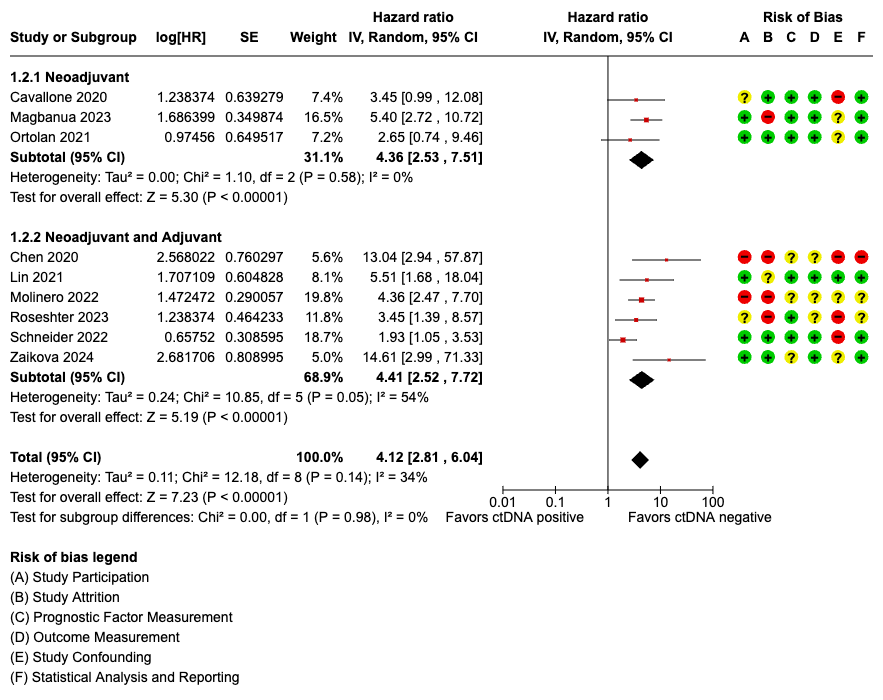 Hazard ratio Hazard ratio Risk of Bias
Study or Subgroup log[HR] SE Weight IV, Random, 95% CI IV, Random, 95% CI A B C D E F
1.2.1 Neoadjuvant
Cavallone 2020 1.238374 0.639279 7.4% 3.45 [0.99 , 12.08] ? + + + − +
Magbanua 2023 1.686399 0.349874 16.5% 5.40 [2.72 , 10.72] + − + + ? +
Ortolan 2021 0.97456 0.649517 7.2% 2.65 [0.74 , 9.46] + + + + ? +
Subtotal (95% CI) 31.1% 4.36 [2.53 , 7.51]
Heterogeneity: Tau² = 0.00; Chi² = 1.10, df = 2 (P = 0.58); I² = 0%
Test for overall effect: Z = 5.30 (P < 0.00001)
1.2.2 Neoadjuvant and Adjuvant
Chen 2020 2.568022 0.760297 5.6% 13.04 [2.94 , 57.87] − − ? ? − −
Lin 2021 1.707109 0.604828 8.1% 5.51 [1.68 , 18.04] + ? + + + +
Molinero 2022 1.472472 0.290057 19.8% 4.36 [2.47 , 7.70] − − ? ? ? ?
Roseshter 2023 1.238374 0.464233 11.8% 3.45 [1.39 , 8.57] ? − + ? − ?
Schneider 2022 0.65752 0.308595 18.7% 1.93 [1.05 , 3.53] + + + + − +
Zaikova 2024 2.681706 0.808995 5.0% 14.61 [2.99 , 71.33] + + ? + ? +
Subtotal (95% CI) 68.9% 4.41 [2.52 , 7.72]
Heterogeneity: Tau² = 0.24; Chi² = 10.85, df = 5 (P = 0.05); I² = 54%
Test for overall effect: Z = 5.19 (P < 0.00001)
Total (95% CI) 100.0% 4.12 [2.81 , 6.04]
Heterogeneity: Tau² = 0.11; Chi² = 12.18, df = 8 (P = 0.14); I² = 34%
Test for overall effect: Z = 7.23 (P < 0.00001) 0.01 0.1 1 10 100
Test for subgroup differences: Chi² = 0.00, df = 1 (P = 0.98), I² = 0% Favors ctDNA positive Favors ctDNA negative
Risk of bias legend
(A) Study Participation
(B) Study Attrition
(C) Prognostic Factor Measurement
(D) Outcome Measurement
(E) Study Confounding
(F) Statistical Analysis and Reporting